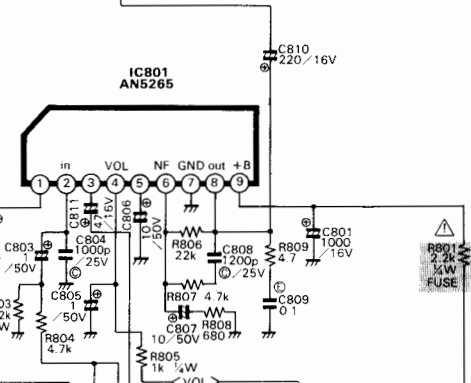 C810
220/16V
IC801
AN5265
in
VOL
NF
GND
out
+B
1
2
3
4
5
6
7
8
9
C811
47
/16V
C806
10
/50V
C803
1
/50V
C804
1000p
/25V
C
R806
22k
C808
1200p
/25V
C
R809
4.7
C801
1000
/16V
R801
2.2k
¼W
FUSE
R807
4.7k
C805
1
/50V
E
C809
0.1
C807
10/50V
R808
680
R804
4.7k
R805
1k
¼W
VOL